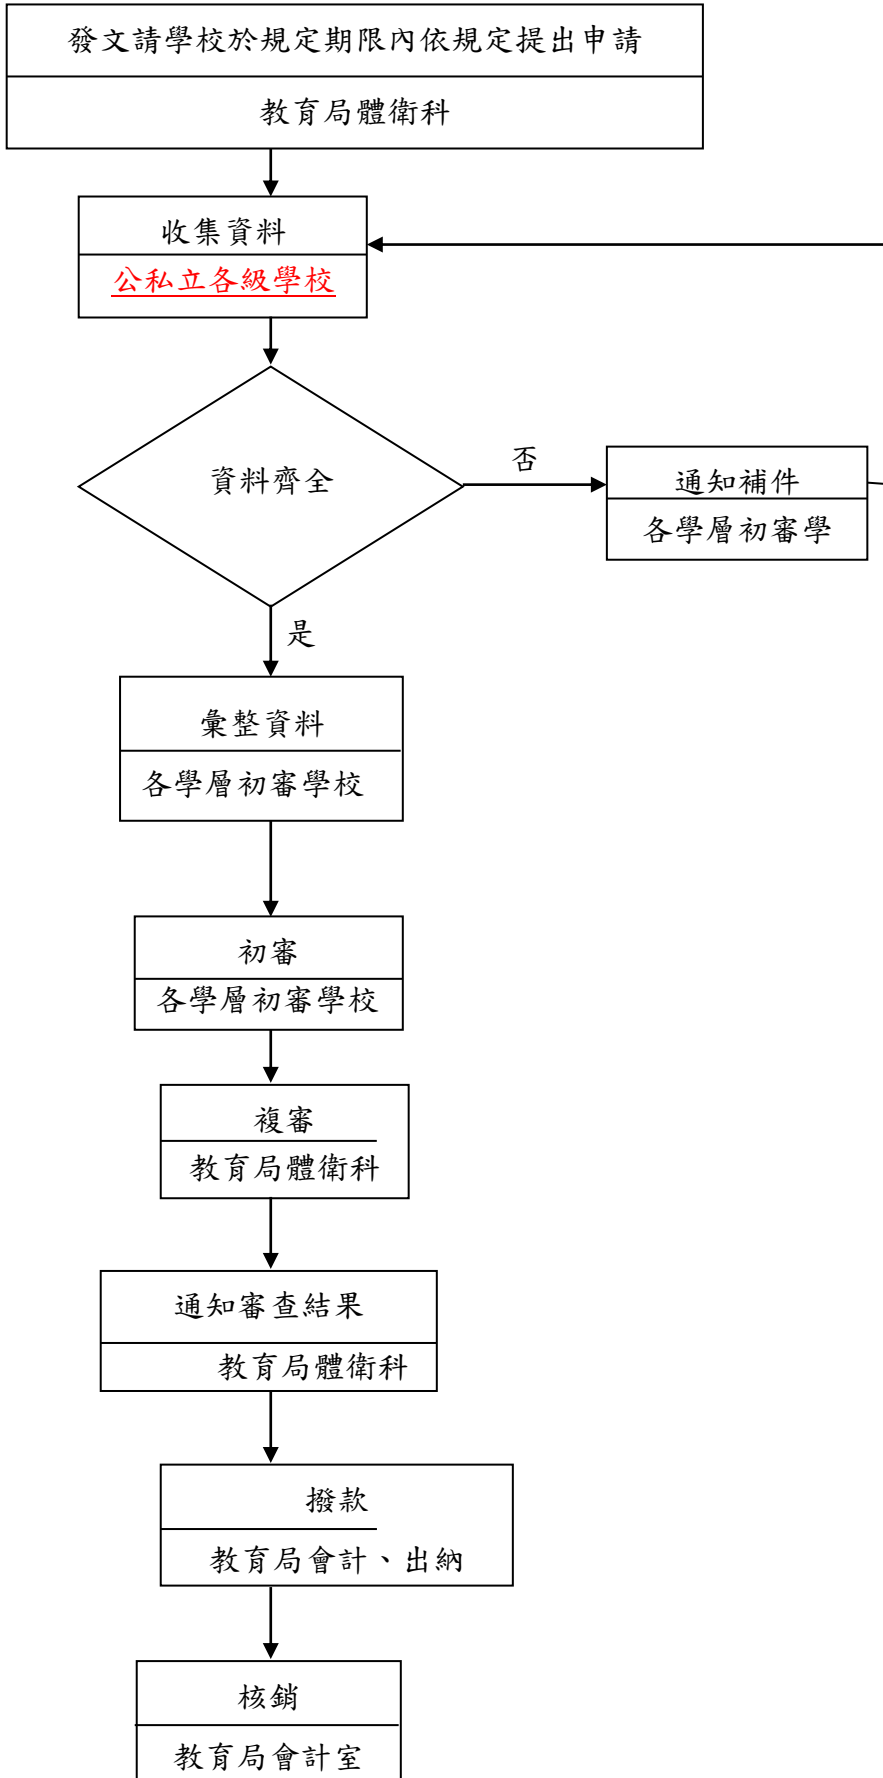 發文請學校於規定期限內依規定提出申請
教育局體衛科
收集資料
公私立各級學校
資料齊全
否
通知補件
各學層初審學
是
彙整資料
各學層初審學校
初審
各學層初審學校
複審
教育局體衛科
通知審查結果
教育局體衛科
撥款
教育局會計、出納
核銷
教育局會計室